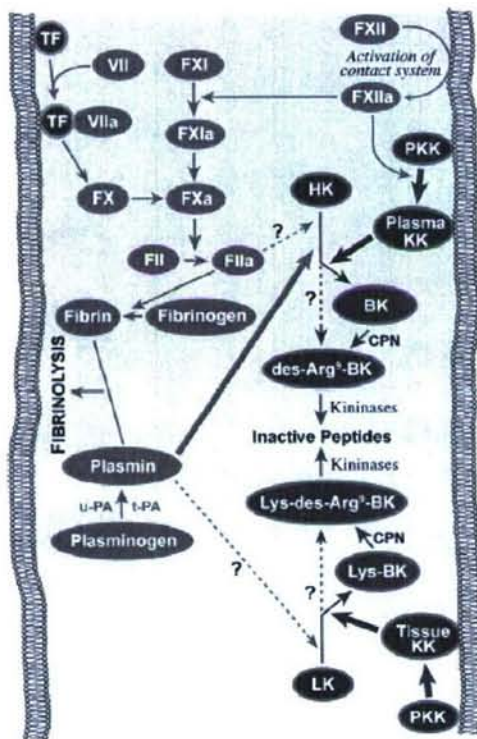 TF
VII
FXI
FXII
Activation of
contact system
TF
VIIa
FXIa
FXIIa
PKK
FX
FXa
HK
Plasma
KK
FII
FIIa
?
?
BK
Fibrin
Fibrinogen
CPN
des-Arg⁹-BK
FIBRINOLYSIS
Kininases
Inactive Peptides
Plasmin
Kininases
u-PA
t-PA
Lys-des-Arg⁹-BK
Plasminogen
CPN
?
Lys-BK
?
Tissue
KK
LK
PKK